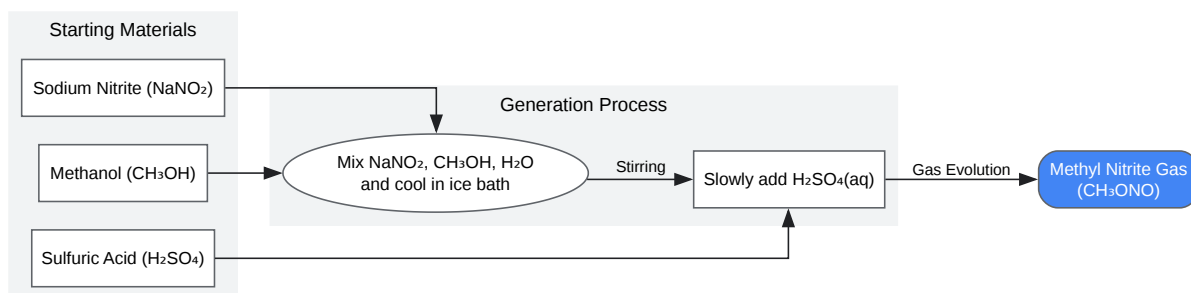 Starting Materials
Sodium Nitrite (NaNO₂)
Generation Process
Mix NaNO₂, CH₃OH, H₂O
and cool in ice bath
Methanol (CH₃OH)
Stirring
Slowly add H₂SO₄(aq)
Gas Evolution
Methyl Nitrite Gas
(CH₃ONO)
Sulfuric Acid (H₂SO₄)